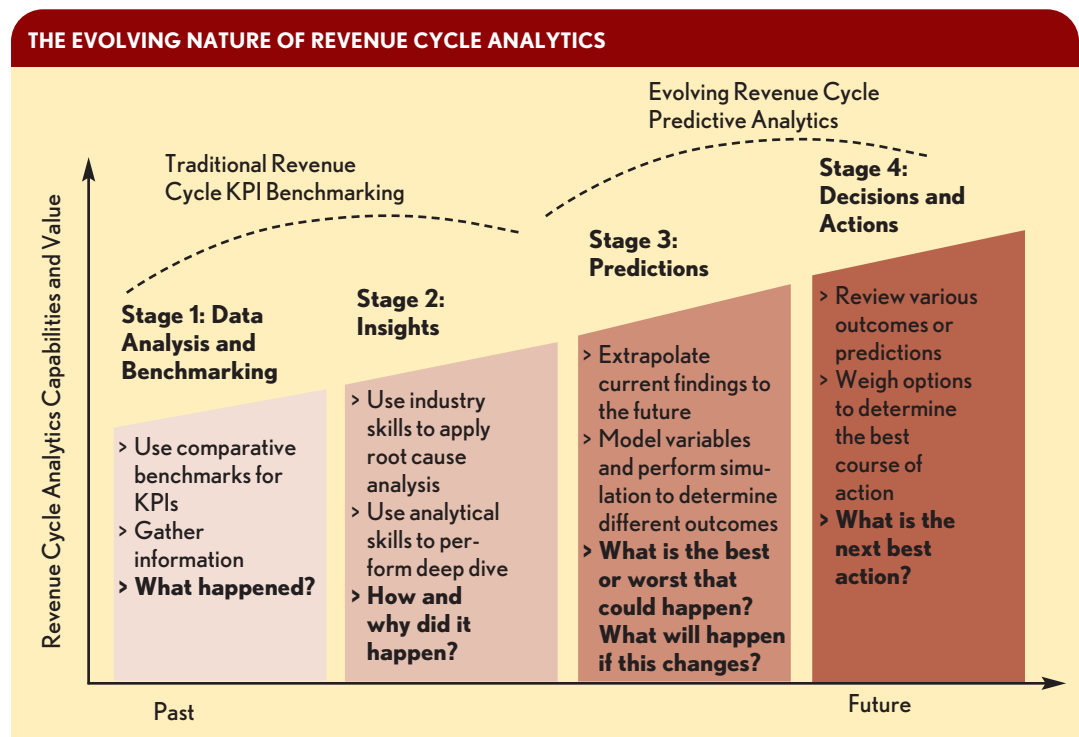 THE EVOLVING NATURE OF REVENUE CYCLE ANALYTICS
Evolving Revenue Cycle
Predictive Analytics
Traditional Revenue
Cycle KPI Benchmarking
Revenue Cycle Analytics Capabilities and Value
Stage 1: Data
Analysis and
Benchmarking
> Use comparative
benchmarks for
KPIs
> Gather
information
> What happened?
Stage 2:
Insights
> Use industry
skills to apply
root cause
analysis
> Use analytical
skills to per-
form deep dive
> How and
why did it
happen?
Stage 3:
Predictions
> Extrapolate
current findings to
the future
> Model variables
and perform simu-
lation to determine
different outcomes
> What is the best
or worst that
could happen?
What will happen
if this changes?
Stage 4:
Decisions and
Actions
> Review various
outcomes or
predictions
> Weigh options
to determine
the best
course of
action
> What is the
next best
action?
Past
Future